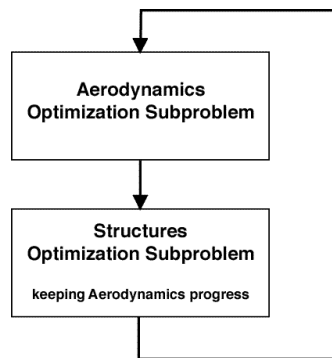 Aerodynamics
Optimization Subproblem
Structures
Optimization Subproblem
keeping Aerodynamics progress